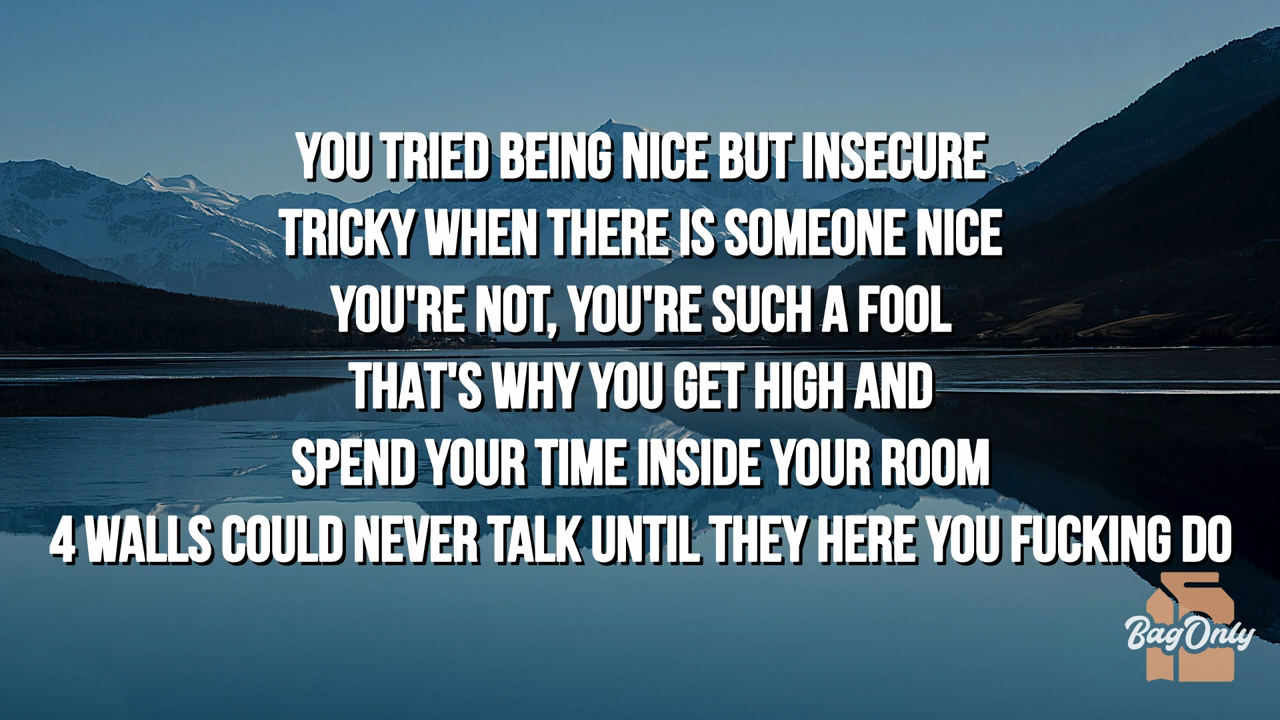 YOU TRIED BEING NICE BUT INSECURE
TRICKY WHEN THERE IS SOMEONE NICE
YOU'RE NOT, YOU'RE SUCH A FOOL
THAT'S WHY YOU GET HIGH AND
SPEND YOUR TIME INSIDE YOUR ROOM
4 WALLS COULD NEVER TALK UNTIL THEY HERE YOU FUCKING DO
BagOnly